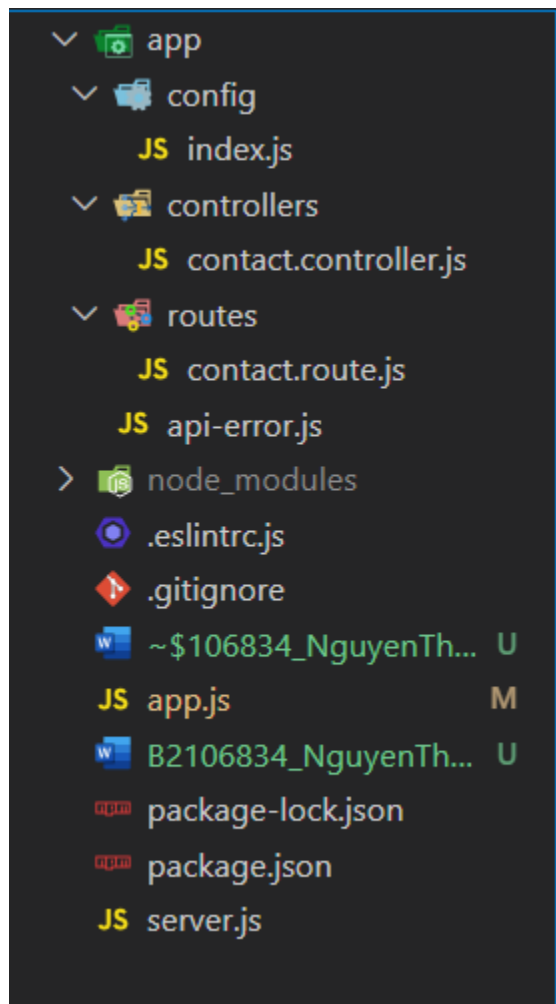 app
config
JS index.js
controllers
JS contact.controller.js
routes
JS contact.route.js
JS api-error.js
node_modules
.eslintrc.js
.gitignore
~$106834_NguyenTh... U
JS app.js M
B2106834_NguyenTh... U
package-lock.json
package.json
JS server.js